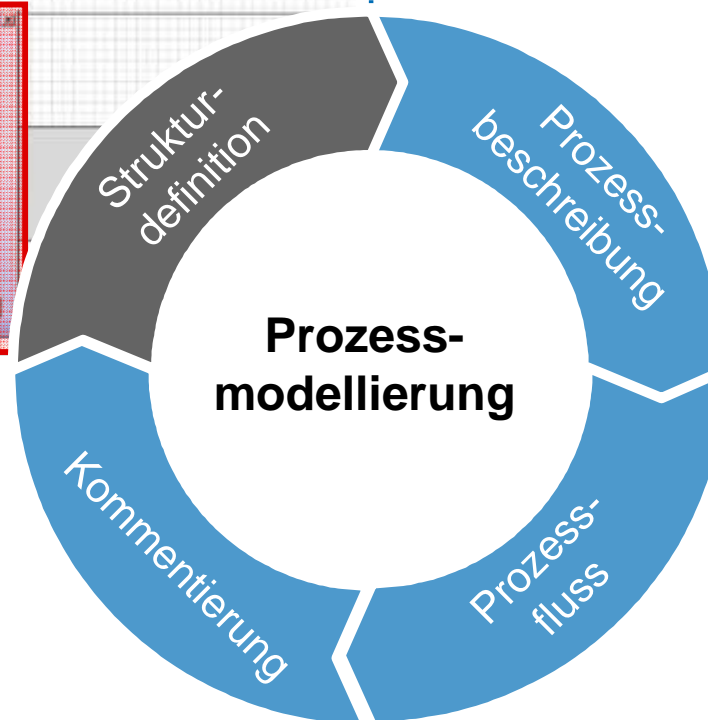 Struktur-
definition
Prozess-
beschreibung
Prozess-
modellierung
Kommentierung
Prozess-
fluss